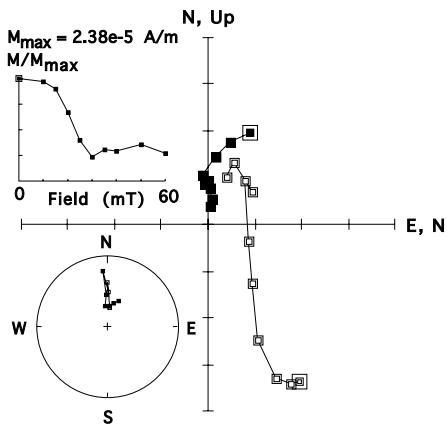 N, Up
Mmax = 2.38e-5 A/m
M/Mmax
0 Field (mT) 60
E, N
N
W E
S